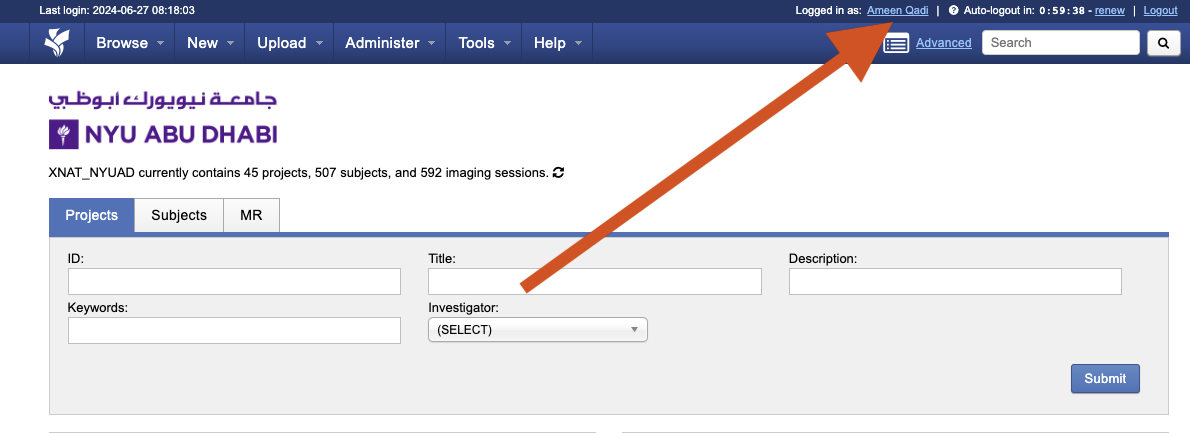 Last login: 2024-06-27 08:18:03
Logged in as: Ameen Qadi | Auto-logout in: 0:59:38 - renew | Logout
Browse New Upload Administer Tools Help Advanced Search
جامعـة نيويورك أبوظـبي
NYU ABU DHABI
XNAT_NYUAD currently contains 45 projects, 507 subjects, and 592 imaging sessions.
Projects Subjects MR
ID: Title: Description:
Keywords: Investigator:
(SELECT)
Submit